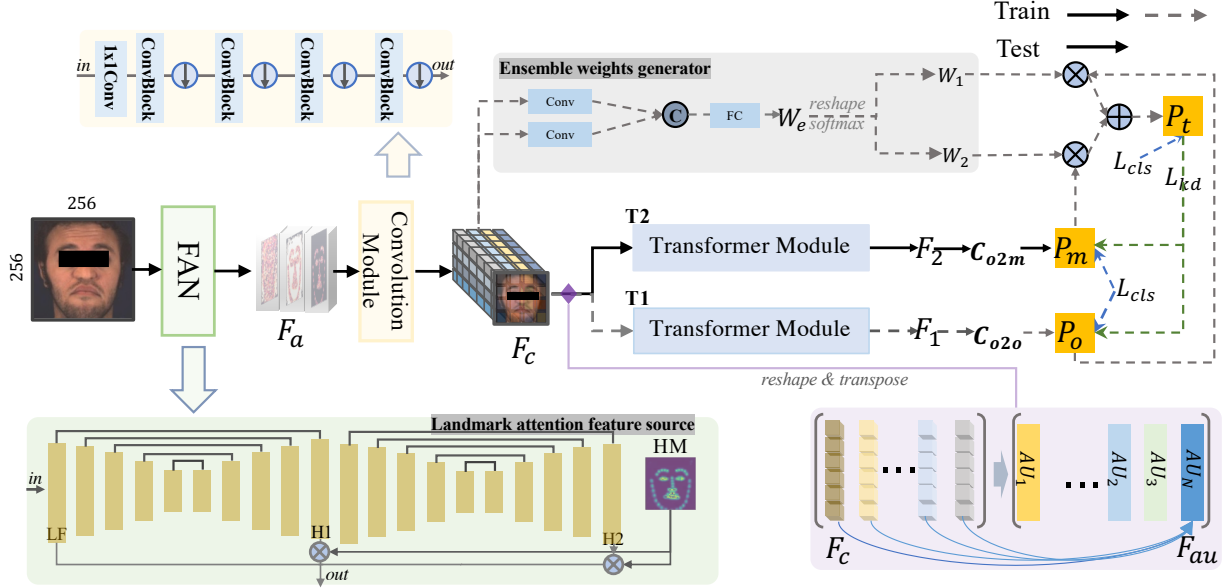 Train
Test
in
1x1Conv
ConvBlock
ConvBlock
ConvBlock
ConvBlock
out
Ensemble weights generator
Conv
Conv
C
FC
W_e
reshape
softmax
W_1
W_2
P_t
L_cls
L_kd
256
256
FAN
F_a
Convolution
Module
F_c
T2
Transformer Module
F_2
C_o2m
P_m
L_cls
T1
Transformer Module
F_1
C_o2o
P_o
reshape & transpose
Landmark attention feature source
HM
in
LF
H1
H2
out
AU_1
AU_2
AU_3
AU_N
F_c
F_au